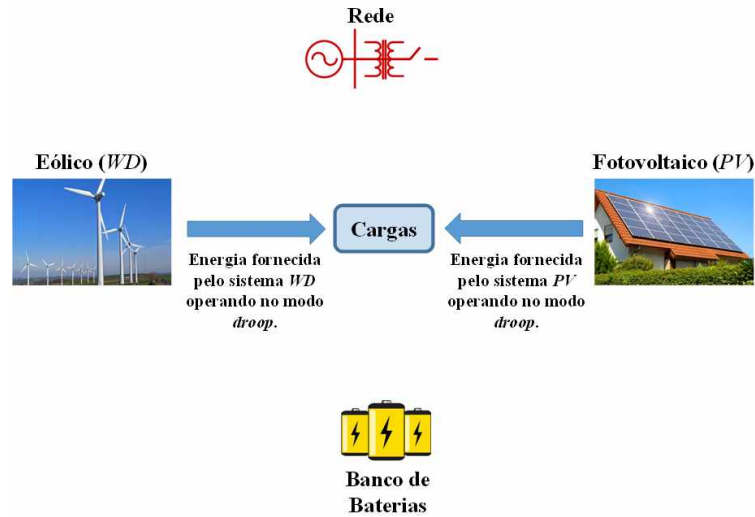 Rede
Eólico (WD)
Fotovoltaico (PV)
Cargas
Energia fornecida
pelo sistema WD
operando no modo
droop.
Energia fornecida
pelo sistema PV
operando no modo
droop.
Banco de
Baterias